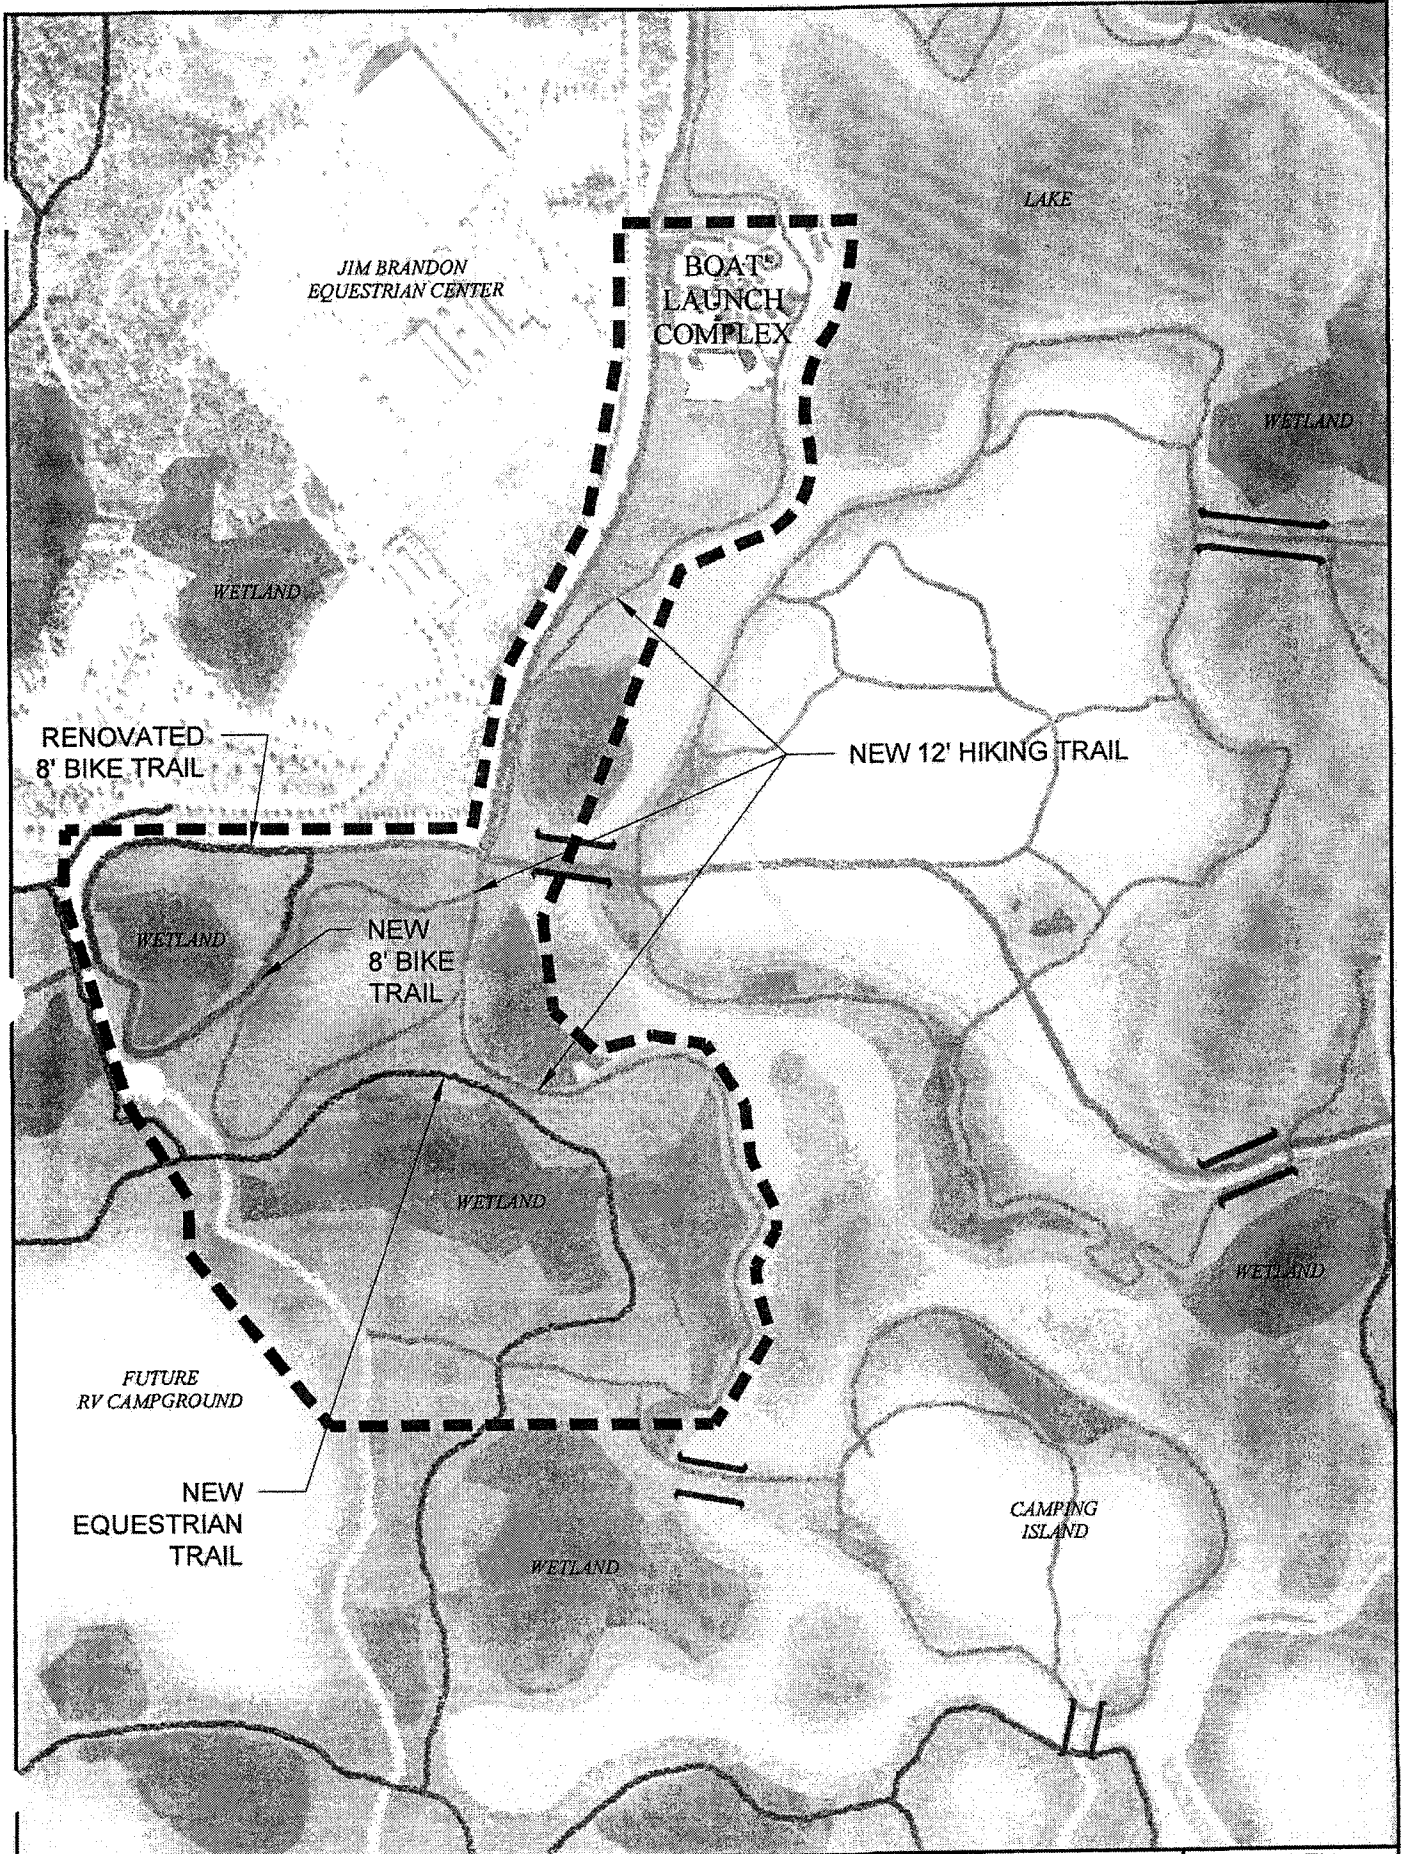 LAKE
JIM BRANDON
EQUESTRIAN CENTER
BOAT
LAUNCH
COMPLEX
WETLAND
WETLAND
RENOVATED
8' BIKE TRAIL
NEW 12' HIKING TRAIL
WETLAND
NEW
8' BIKE
TRAIL
WETLAND
WETLAND
FUTURE
RV CAMPGROUND
NEW
EQUESTRIAN
TRAIL
CAMPING
ISLAND
WETLAND